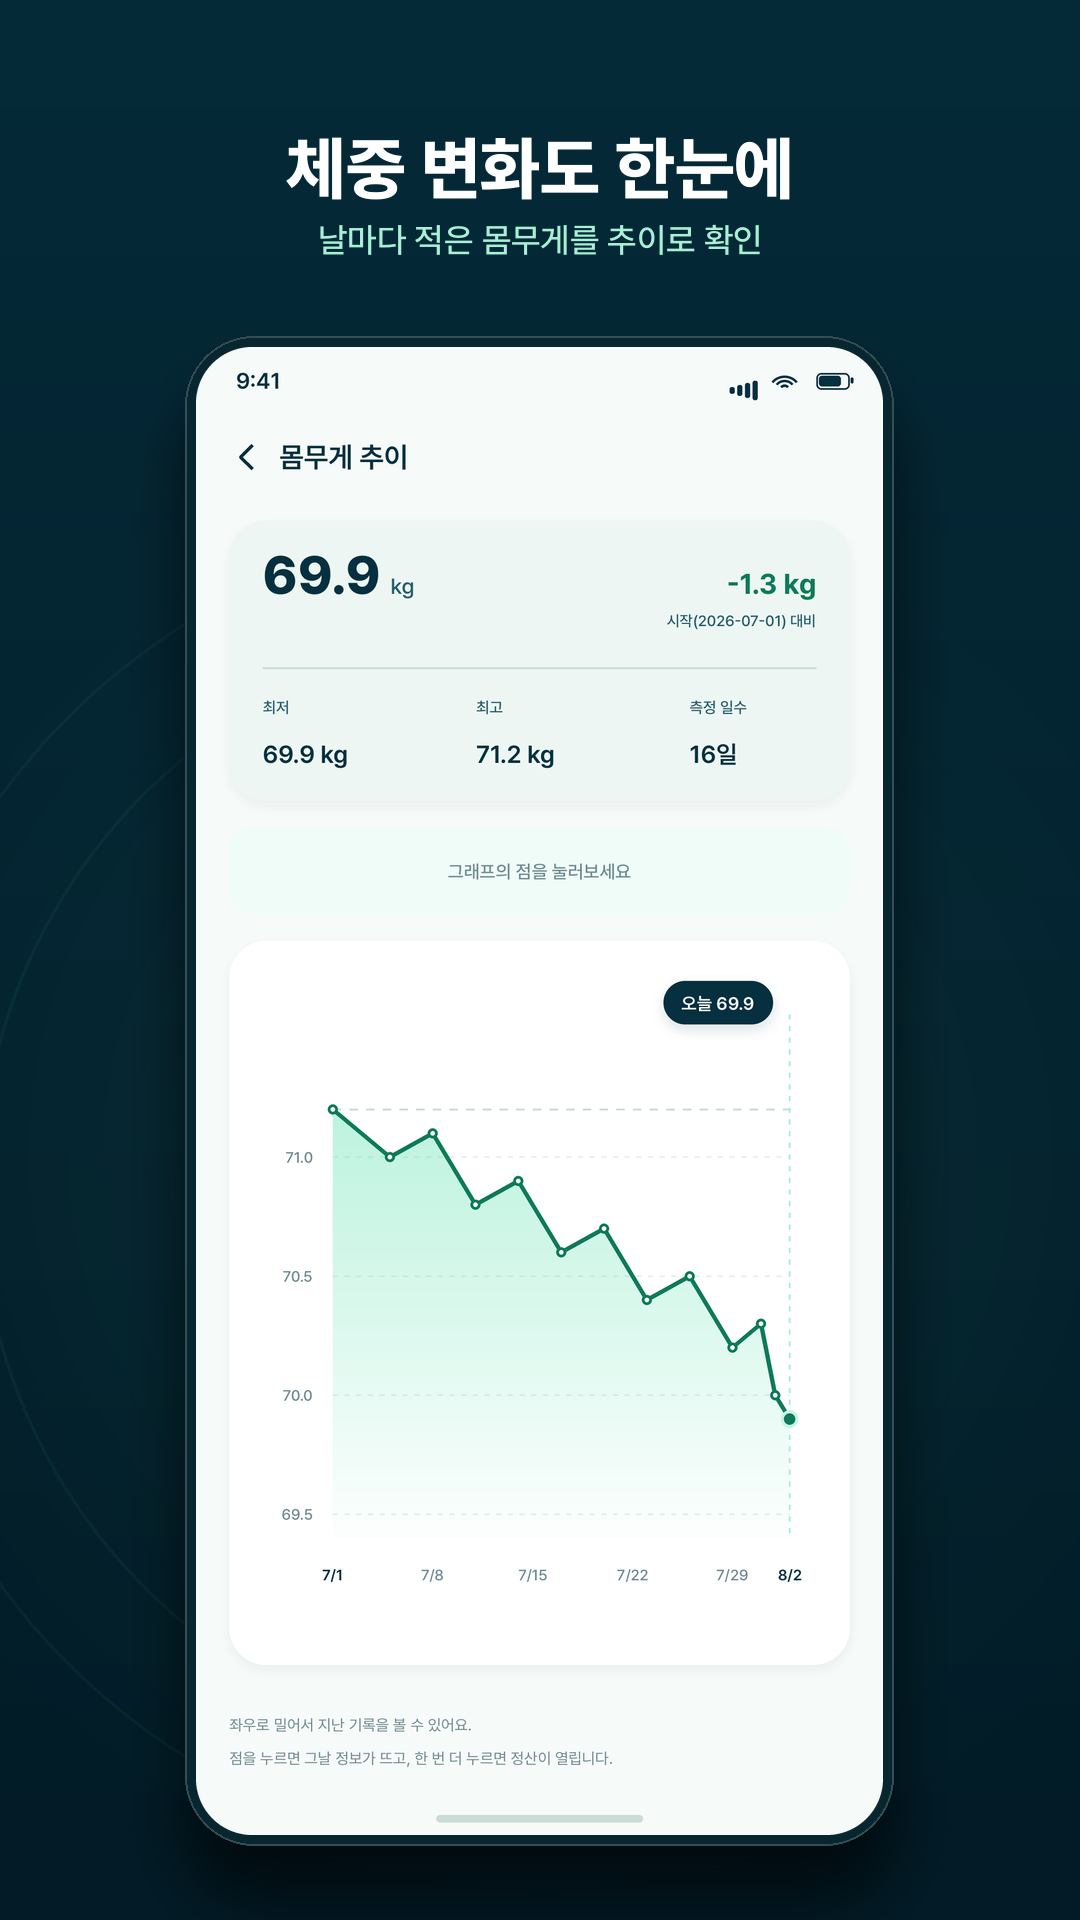 체중 변화도 한눈에
날마다 적은 몸무게를 추이로 확인
9:41
몸무게 추이
69.9 kg
-1.3 kg
시작(2026-07-01) 대비
최저 최고 측정 일수
69.9 kg 71.2 kg 16일
그래프의 점을 눌러보세요
오늘 69.9
71.0
70.5
70.0
69.5
7/1 7/8 7/15 7/22 7/29 8/2
좌우로 밀어서 지난 기록을 볼 수 있어요.
점을 누르면 그날 정보가 뜨고, 한 번 더 누르면 정산이 열립니다.